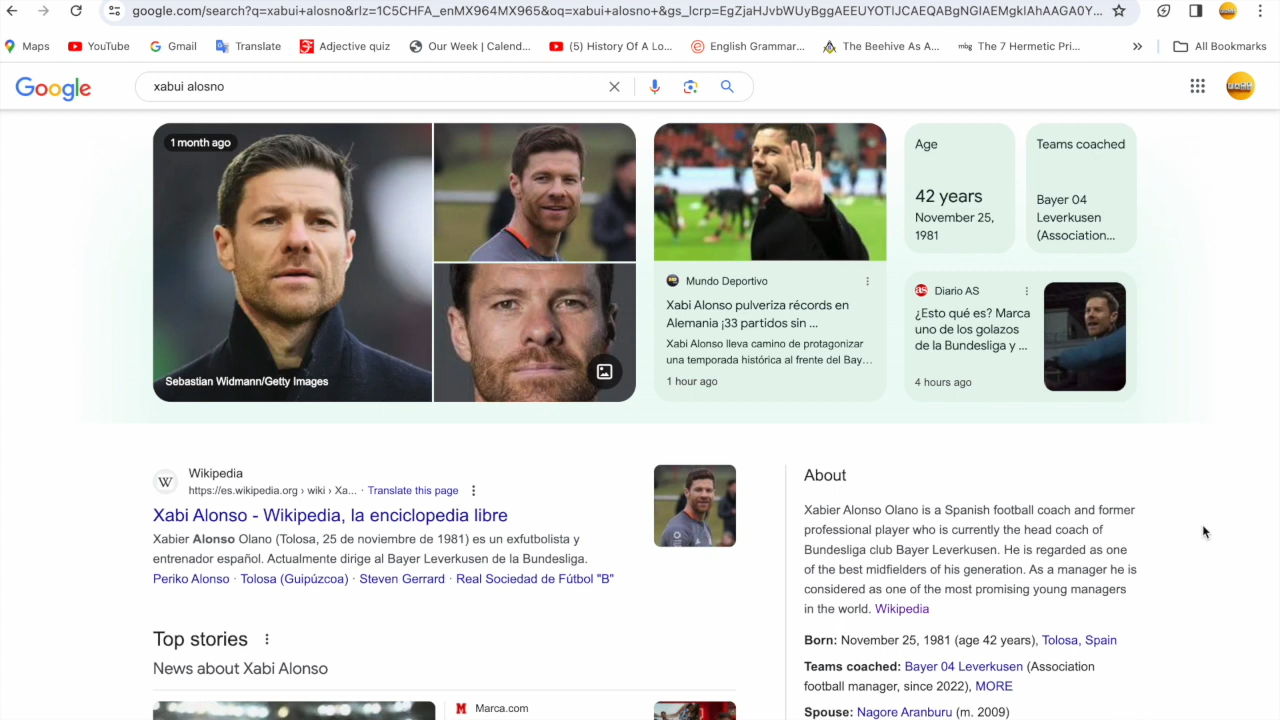 google.com/search?q=xabui+alosno&rlz=1C5CHFA_enMX964MX965&oq=xabui+alosno+&gs_lcrp=EgZjaHJvbWUyBggAEEUYOTIJCAEQABgNGIAEMgkIAhAAGA0Y...
Maps
YouTube
Gmail
Translate
Adjective quiz
Our Week | Calend...
(5) History Of A Lo...
English Grammar...
The Beehive As A...
mbg The 7 Hermetic Pri...
»
All Bookmarks
Google
xabui alosno
1 month ago
Sebastian Widmann/Getty Images
Mundo Deportivo
Xabi Alonso pulveriza récords en
Alemania ¡33 partidos sin ...
Xabi Alonso lleva camino de protagonizar
una temporada histórica al frente del Bay...
1 hour ago
Age
42 years
November 25,
1981
Teams coached
Bayer 04
Leverkusen
(Association...
as Diario AS
¿Esto qué es? Marca
uno de los golazos
de la Bundesliga y ...
4 hours ago
W
Wikipedia
https://es.wikipedia.org › wiki › Xa... · Translate this page
Xabi Alonso - Wikipedia, la enciclopedia libre
Xabier Alonso Olano (Tolosa, 25 de noviembre de 1981) es un exfutbolista y
entrenador español. Actualmente dirige al Bayer Leverkusen de la Bundesliga.
Periko Alonso · Tolosa (Guipúzcoa) · Steven Gerrard · Real Sociedad de Fútbol "B"
Top stories
News about Xabi Alonso
M Marca.com
About
Xabier Alonso Olano is a Spanish football coach and former
professional player who is currently the head coach of
Bundesliga club Bayer Leverkusen. He is regarded as one
of the best midfielders of his generation. As a manager he is
considered as one of the most promising young managers
in the world. Wikipedia
Born: November 25, 1981 (age 42 years), Tolosa, Spain
Teams coached: Bayer 04 Leverkusen (Association
football manager, since 2022), MORE
Spouse: Nagore Aranburu (m. 2009)